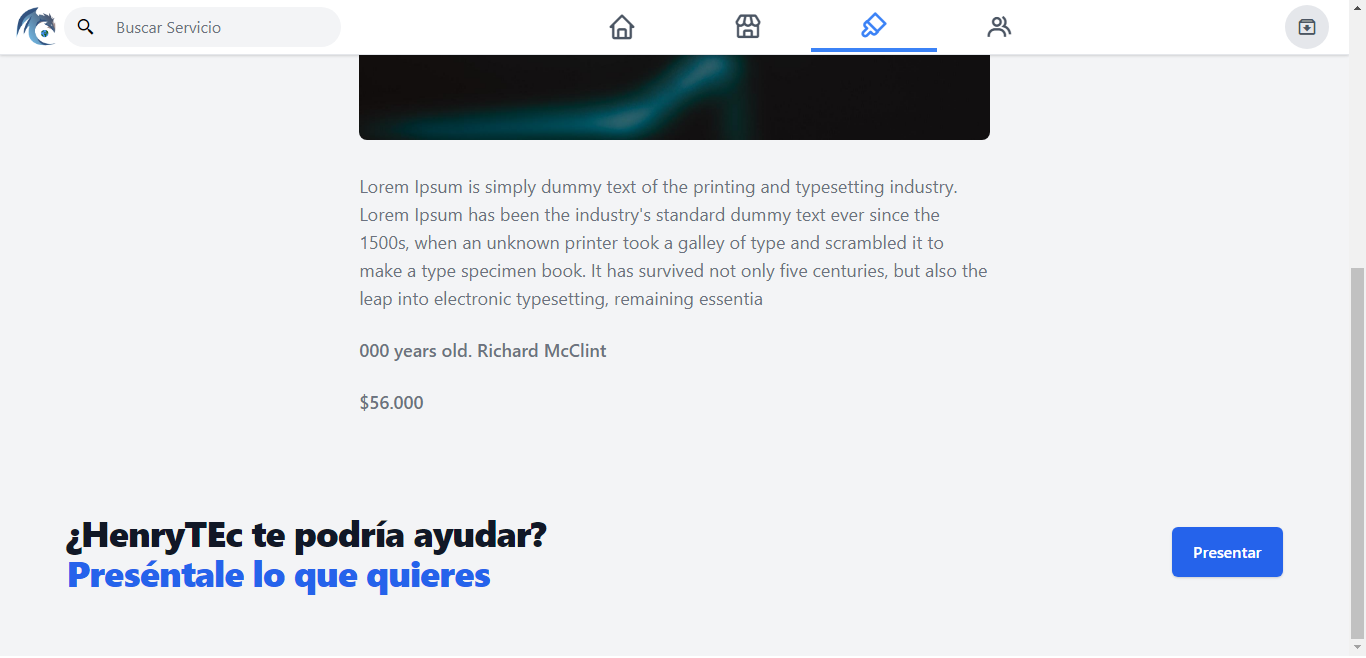 Buscar Servicio
Lorem Ipsum is simply dummy text of the printing and typesetting industry.
Lorem Ipsum has been the industry's standard dummy text ever since the
1500s, when an unknown printer took a galley of type and scrambled it to
make a type specimen book. It has survived not only five centuries, but also the
leap into electronic typesetting, remaining essentia
000 years old. Richard McClint
$56.000
¿HenryTEc te podría ayudar?
Preséntale lo que quieres
Presentar